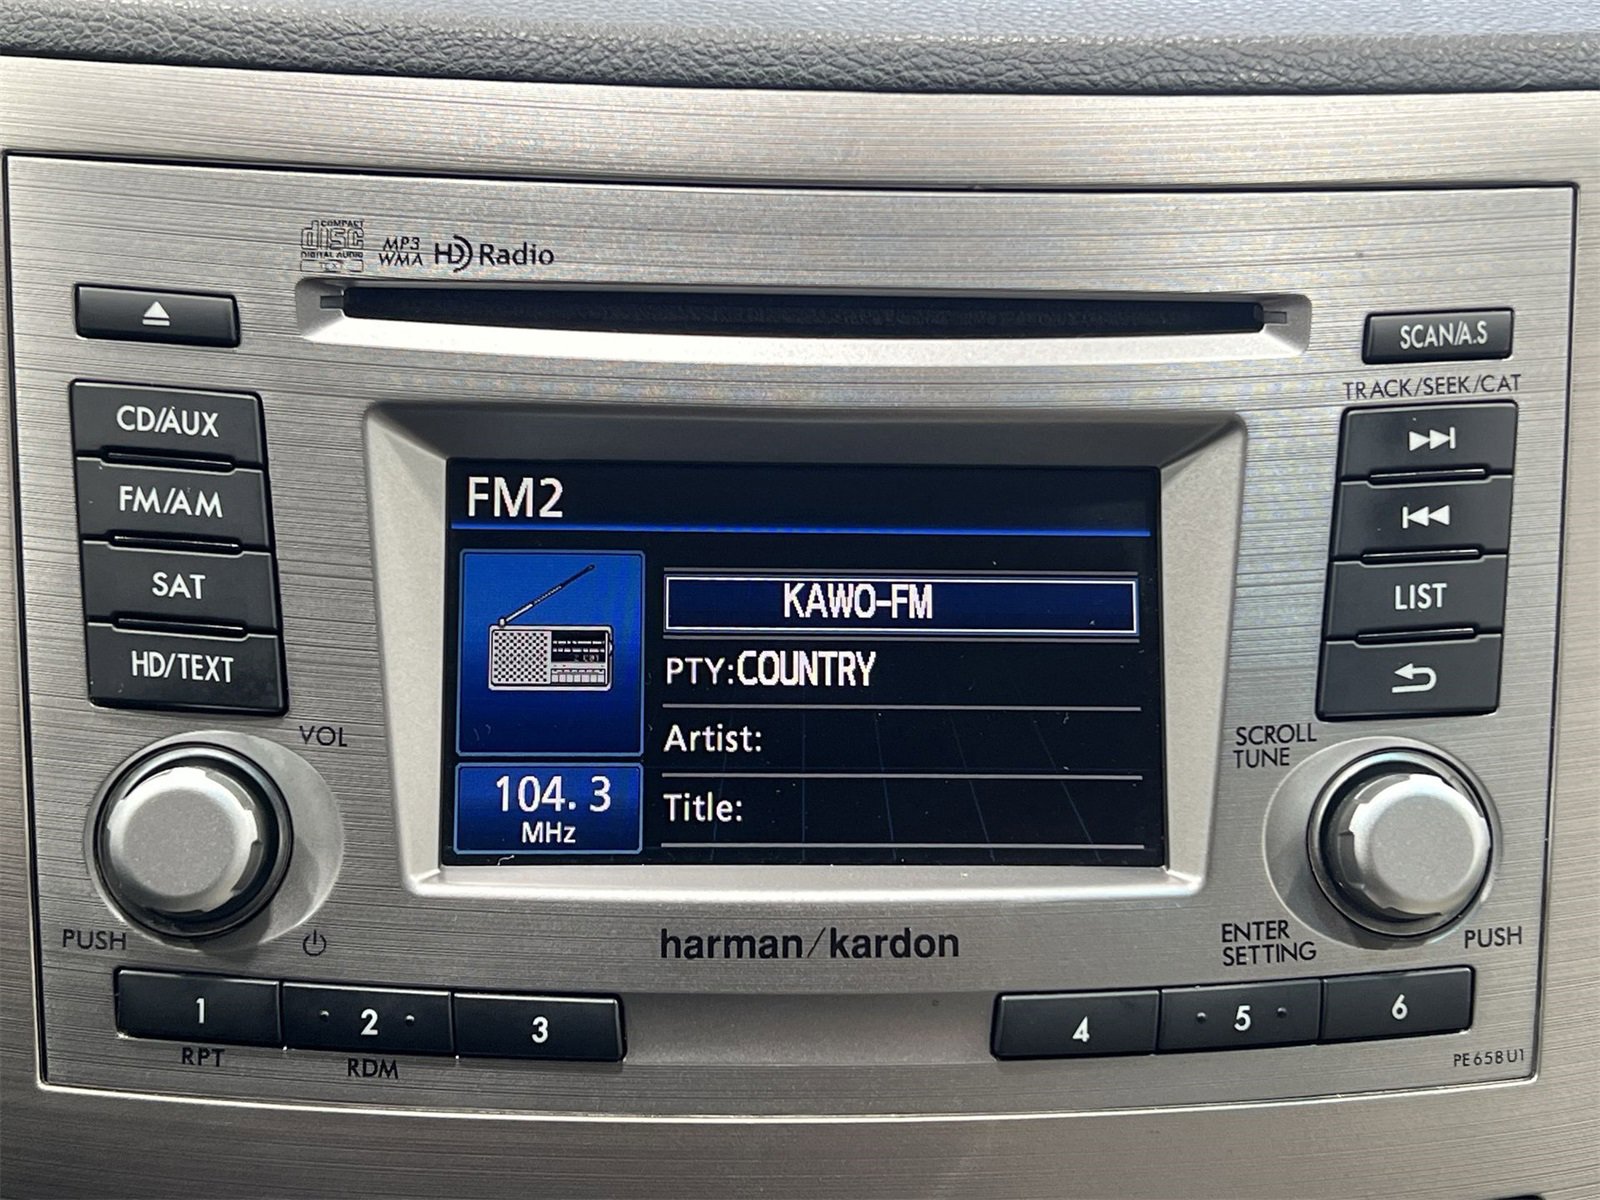 COMPACT
disc
DIGITAL AUDIO
TEXT
MP3
WMA
HD Radio
SCAN/A.S
TRACK/SEEK/CAT
CD/AUX
FM/AM
SAT
HD/TEXT
FM2
KAWO-FM
PTY:COUNTRY
Artist:
Title:
104.3
MHz
LIST
VOL
PUSH
SCROLL
TUNE
ENTER
SETTING
PUSH
harman/kardon
1
2
3
4
5
6
RPT
RDM
PE658U1